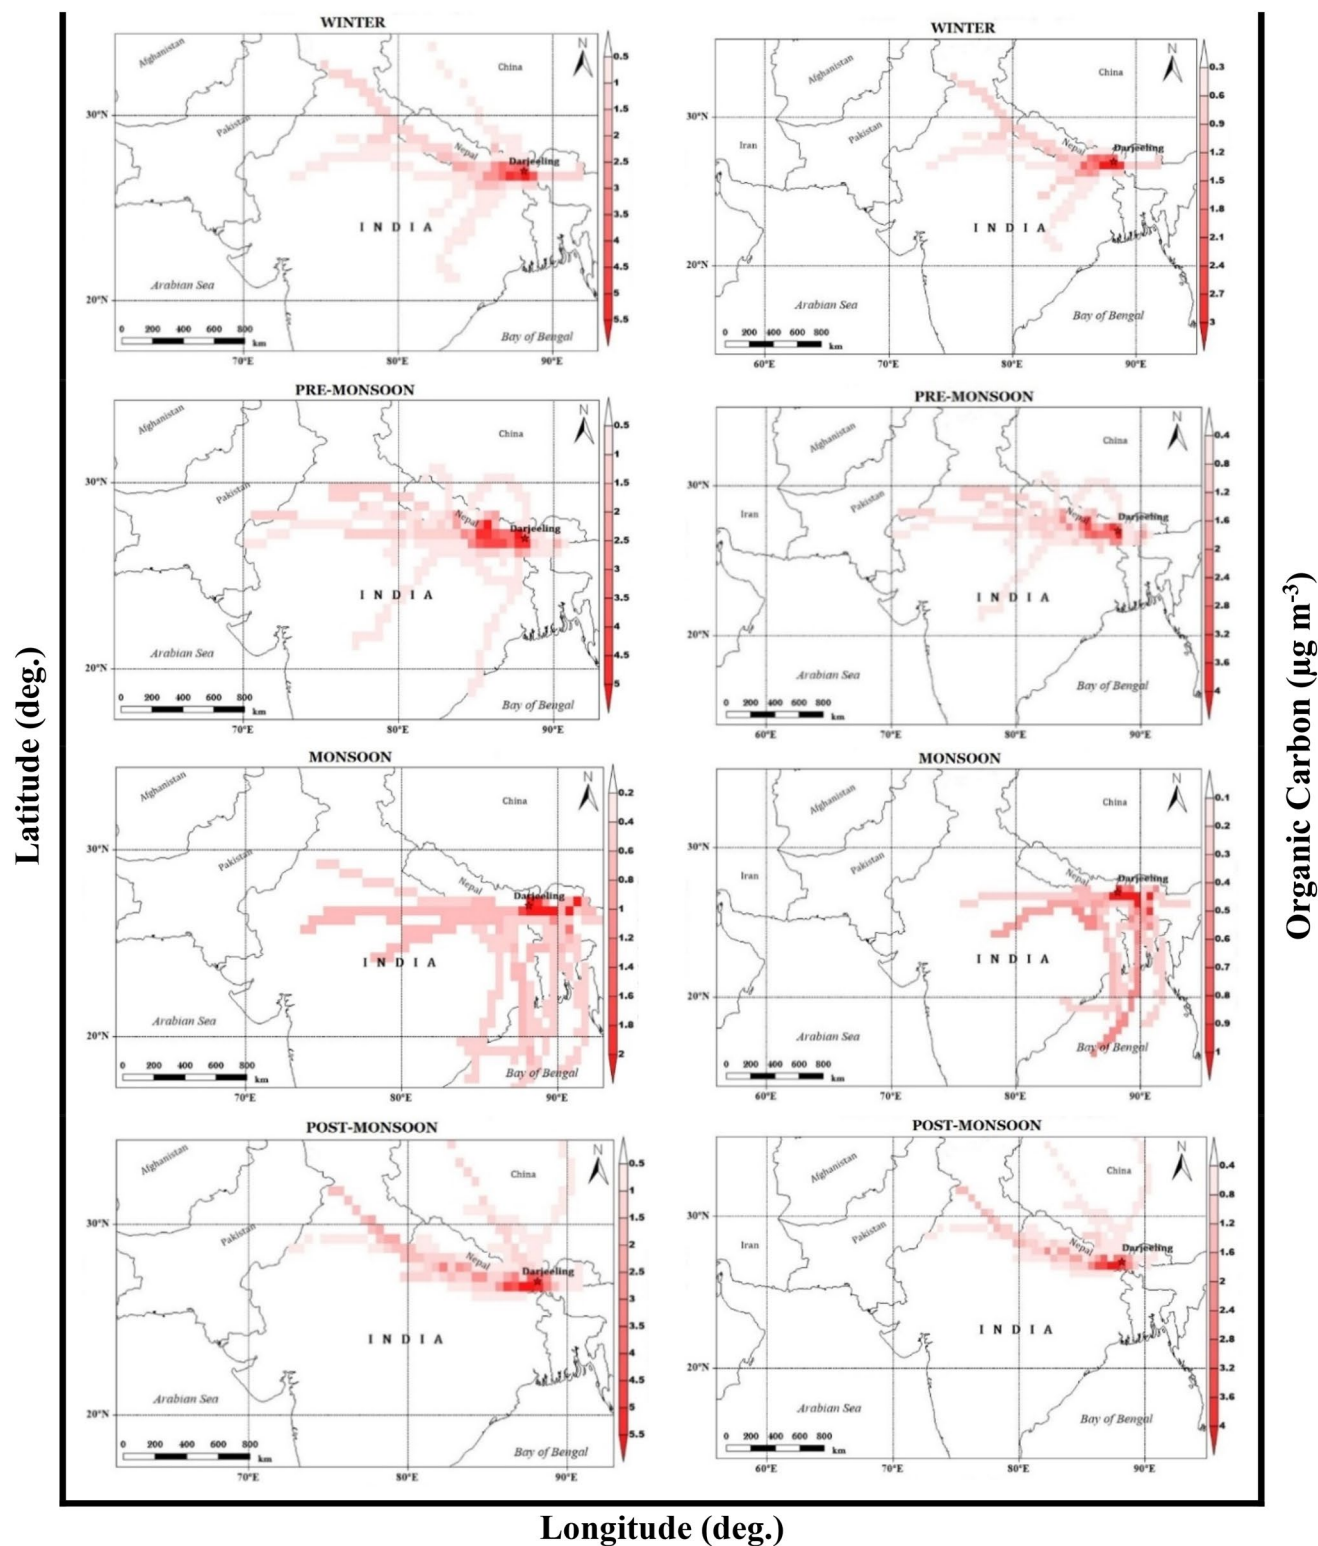 WINTER
N
Afghanistan
China
0.5
1
1.5
2
2.5
3
3.5
4
4.5
5
5.5
30°N
Pakistan
Nepal
Darjeeling
INDIA
Arabian Sea
20°N
0 200 400 600 800
km
Bay of Bengal
70°E 80°E 90°E
WINTER
N
Afghanistan
China
0.3
0.6
0.9
1.2
1.5
1.8
2.1
2.4
2.7
3
30°N
Iran
Pakistan
Nepal
Darjeeling
INDIA
20°N
Arabian Sea
Bay of Bengal
0 200 400 600 800
km
60°E 70°E 80°E 90°E
PRE-MONSOON
N
Afghanistan
China
0.5
1
1.5
2
2.5
3
3.5
4
4.5
5
30°N
Pakistan
Nepal
Darjeeling
INDIA
Arabian Sea
20°N
0 200 400 600 800
km
Bay of Bengal
70°E 80°E 90°E
PRE-MONSOON
N
Afghanistan
China
0.4
0.8
1.2
1.6
2
2.4
2.8
3.2
3.6
4
30°N
Iran
Pakistan
Nepal
Darjeeling
INDIA
20°N
Arabian Sea
Bay of Bengal
0 200 400 600 800
km
60°E 70°E 80°E 90°E
MONSOON
N
Afghanistan
China
0.2
0.4
0.6
0.8
1
1.2
1.4
1.6
1.8
2
30°N
Pakistan
Nepal
Darjeeling
INDIA
Arabian Sea
20°N
0 200 400 600 800
km
Bay of Bengal
70°E 80°E 90°E
MONSOON
N
Afghanistan
China
0.1
0.2
0.3
0.4
0.5
0.6
0.7
0.8
0.9
1
30°N
Iran
Pakistan
Nepal
Darjeeling
INDIA
20°N
Arabian Sea
Bay of Bengal
0 200 400 600 800
km
60°E 70°E 80°E 90°E
POST-MONSOON
N
Afghanistan
China
0.5
1
1.5
2
2.5
3
3.5
4
4.5
5
5.5
30°N
Pakistan
Nepal
Darjeeling
INDIA
Arabian Sea
20°N
0 200 400 600 800
km
Bay of Bengal
70°E 80°E 90°E
POST-MONSOON
N
Afghanistan
China
0.4
0.8
1.2
1.6
2
2.4
2.8
3.2
3.6
4
30°N
Iran
Pakistan
Nepal
Darjeeling
INDIA
20°N
Arabian Sea
Bay of Bengal
0 200 400 600 800
km
60°E 70°E 80°E 90°E
Latitude (deg.)
Organic Carbon (µg m⁻³)
Longitude (deg.)